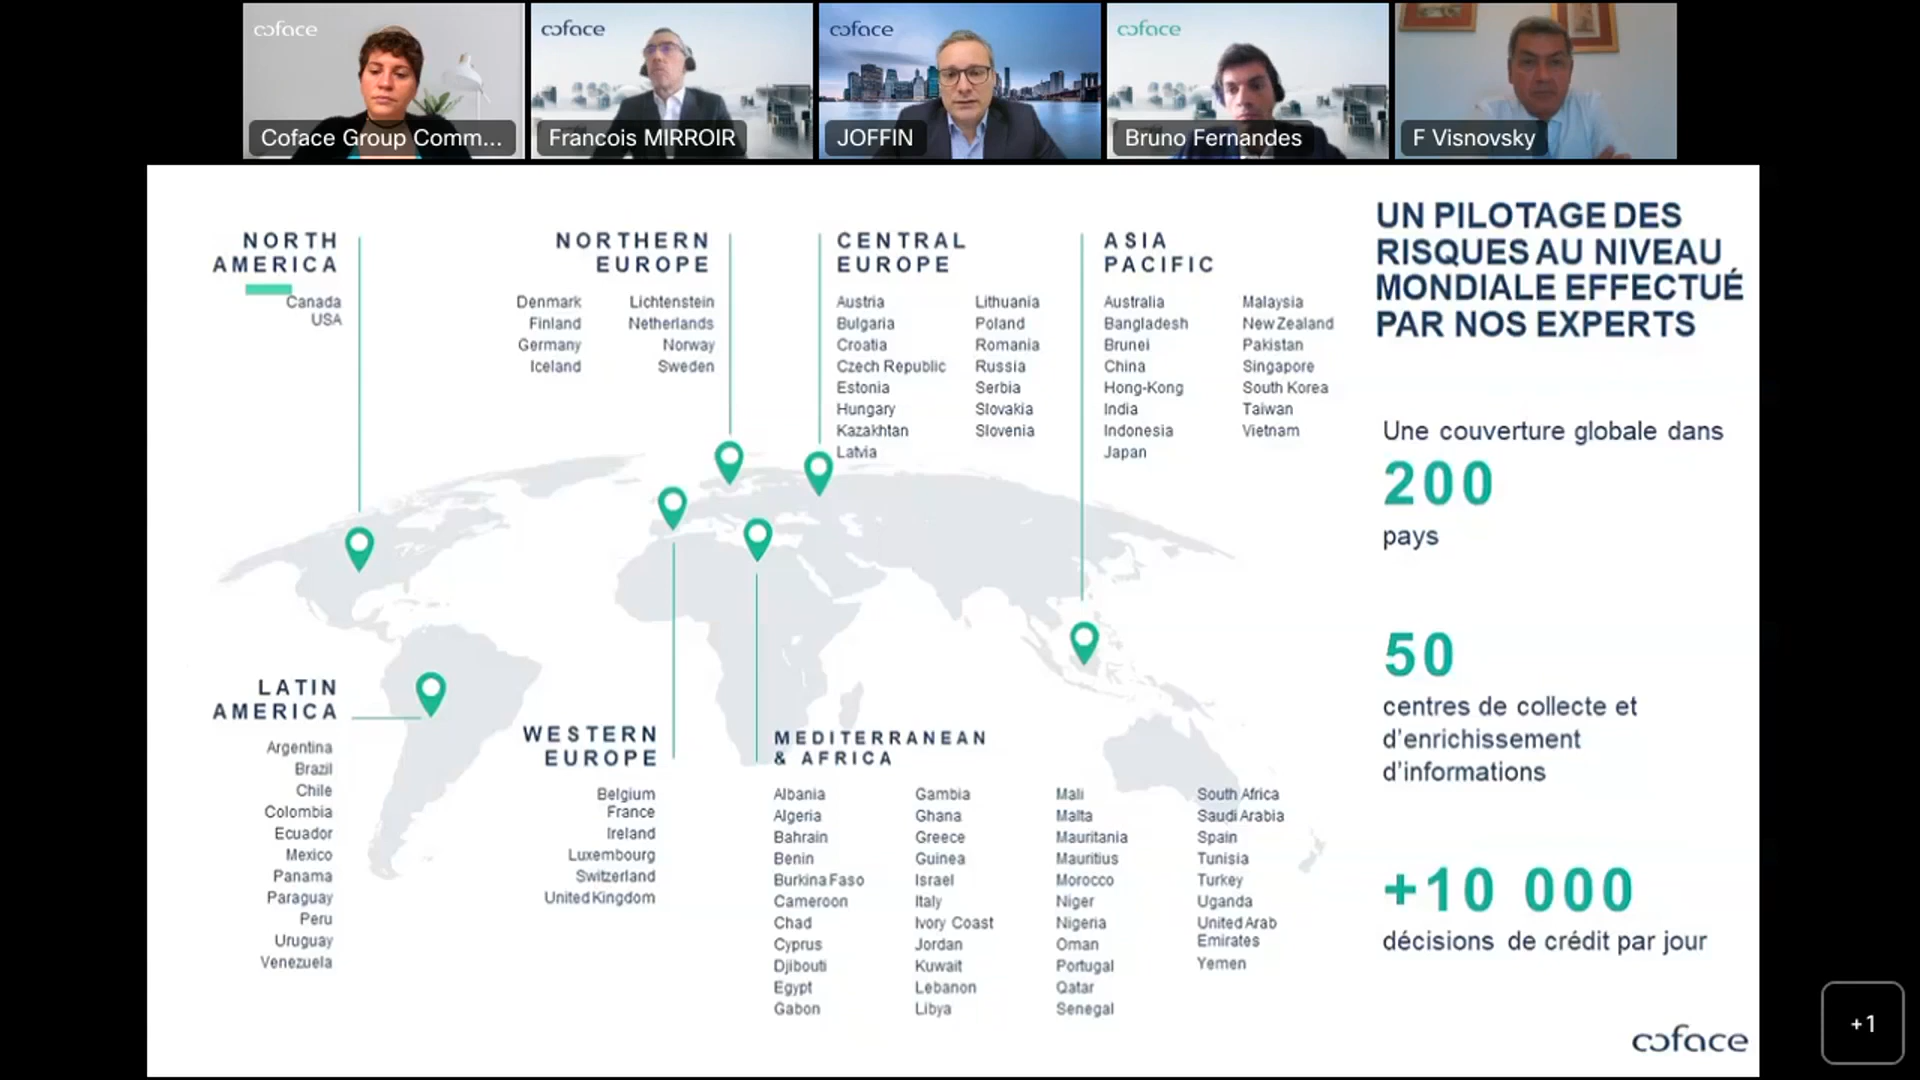 coface
coface
coface
coface
Coface Group Comm...
Francois MIRROIR
JOFFIN
Bruno Fernandes
F Visnovsky
UN PILOTAGE DES
RISQUES AU NIVEAU
MONDIALE EFFECTUÉ
PAR NOS EXPERTS
NORTH
AMERICA
Canada
USA
NORTHERN
EUROPE
Denmark
Finland
Germany
Iceland
Lichtenstein
Netherlands
Norway
Sweden
CENTRAL
EUROPE
Austria
Bulgaria
Croatia
Czech Republic
Estonia
Hungary
Kazakhtan
Latvia
Lithuania
Poland
Romania
Russia
Serbia
Slovakia
Slovenia
ASIA
PACIFIC
Australia
Bangladesh
Brunei
China
Hong-Kong
India
Indonesia
Japan
Malaysia
New Zealand
Pakistan
Singapore
South Korea
Taiwan
Vietnam
Une couverture globale dans
200
pays
50
centres de collecte et
d'enrichissement
d'informations
+10 000
décisions de crédit par jour
LATIN
AMERICA
Argentina
Brazil
Chile
Colombia
Ecuador
Mexico
Panama
Paraguay
Peru
Uruguay
Venezuela
WESTERN
EUROPE
Belgium
France
Ireland
Luxembourg
Switzerland
United Kingdom
MEDITERRANEAN
& AFRICA
Albania
Algeria
Bahrain
Benin
Burkina Faso
Cameroon
Chad
Cyprus
Djibouti
Egypt
Gabon
Gambia
Ghana
Greece
Guinea
Israel
Italy
Ivory Coast
Jordan
Kuwait
Lebanon
Libya
Mali
Malta
Mauritania
Mauritius
Morocco
Niger
Nigeria
Oman
Portugal
Qatar
Senegal
South Africa
Saudi Arabia
Spain
Tunisia
Turkey
Uganda
United Arab
Emirates
Yemen
coface
+1